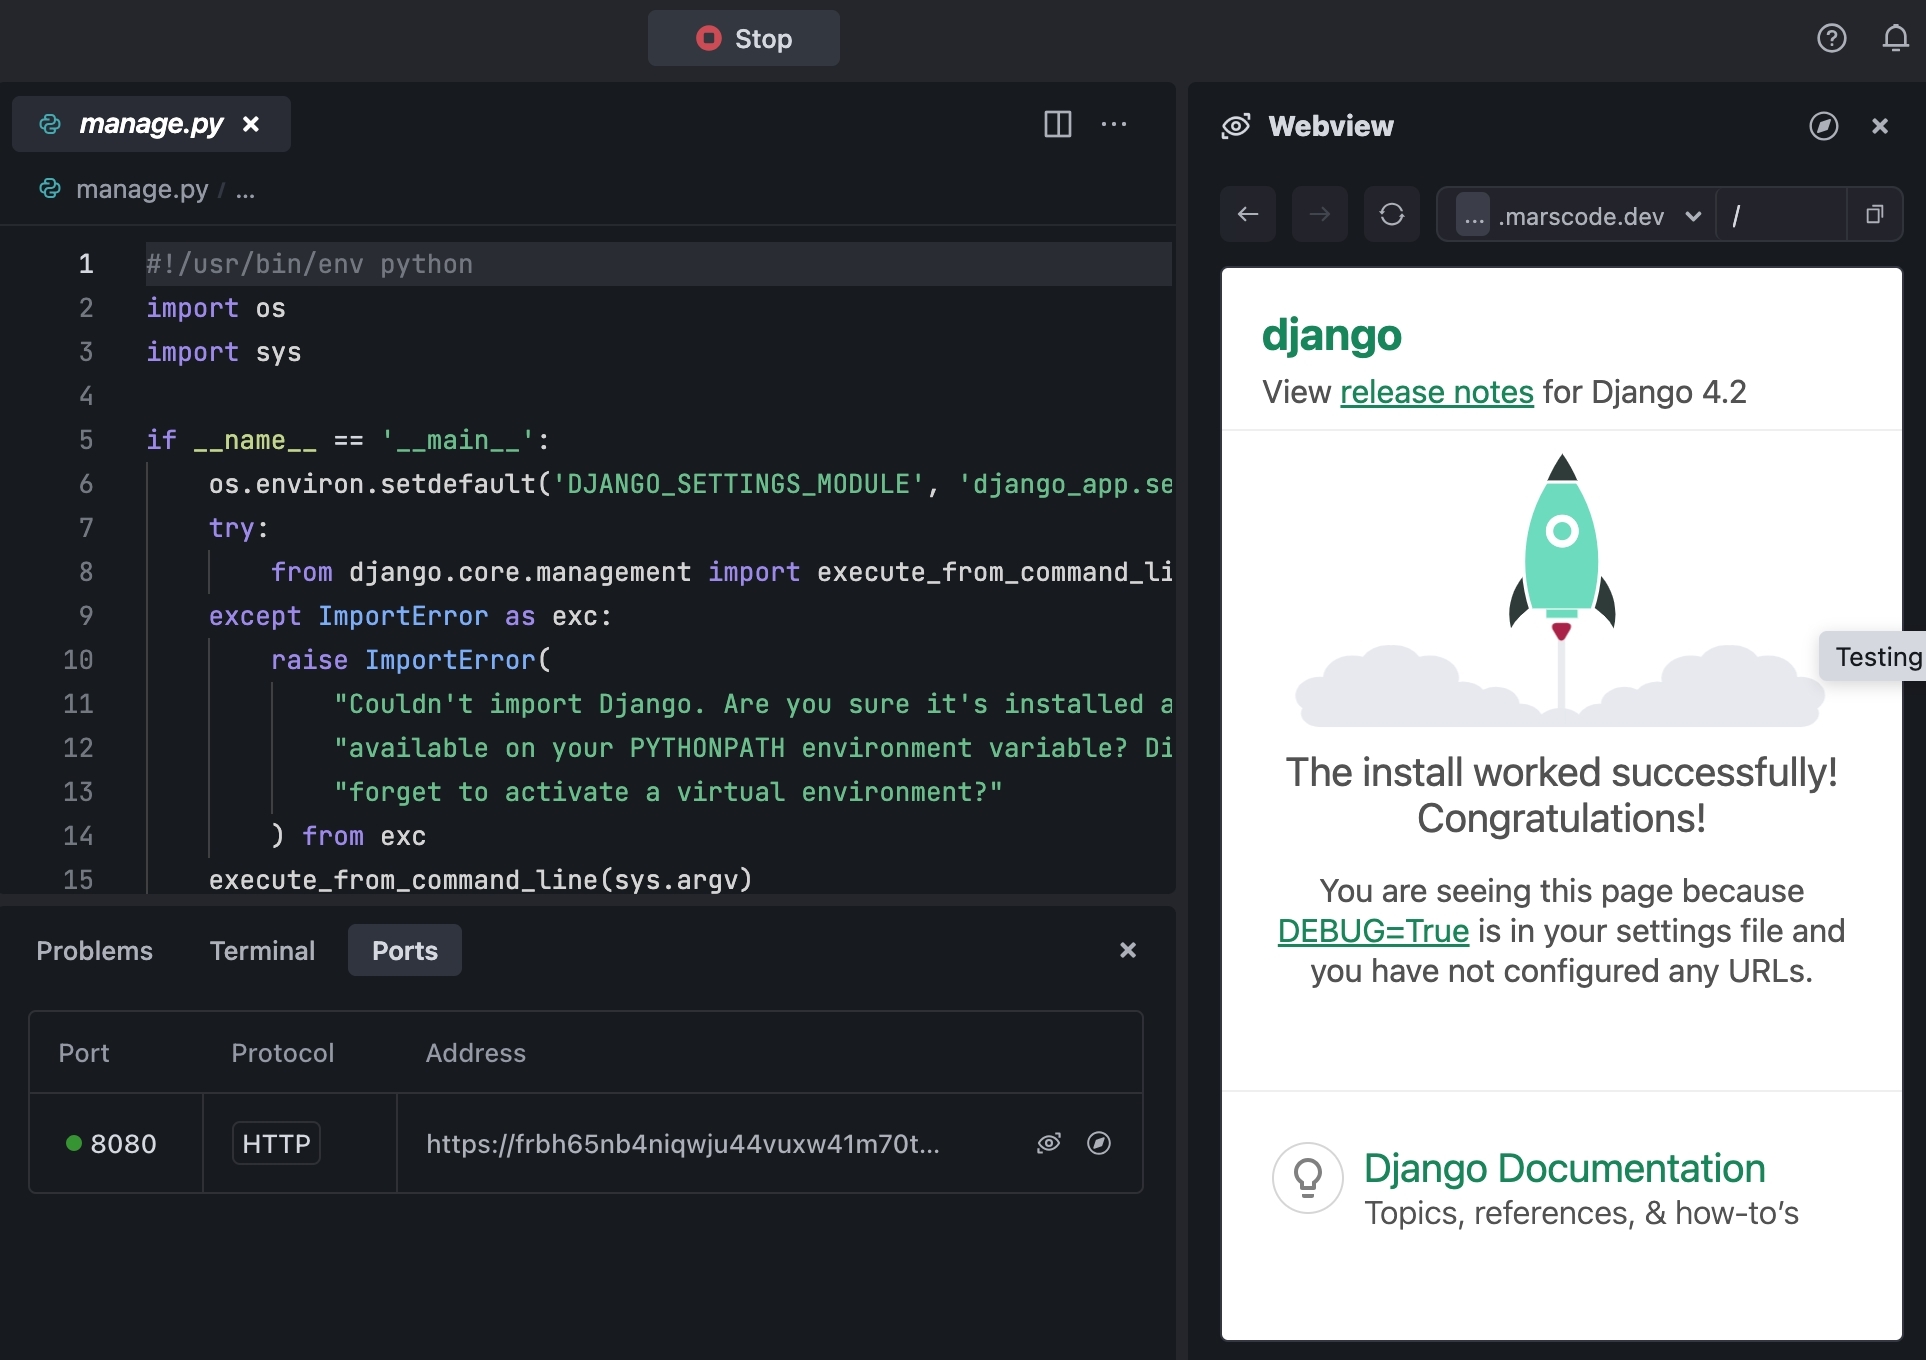 Stop
manage.py
manage.py / ...
1 #!/usr/bin/env python
2 import os
3 import sys
4
5 if __name__ == '__main__':
6 os.environ.setdefault('DJANGO_SETTINGS_MODULE', 'django_app.se
7 try:
8 from django.core.management import execute_from_command_li
9 except ImportError as exc:
10 raise ImportError(
11 "Couldn't import Django. Are you sure it's installed a
12 "available on your PYTHONPATH environment variable? Di
13 "forget to activate a virtual environment?"
14 ) from exc
15 execute_from_command_line(sys.argv)
Problems Terminal Ports
Port Protocol Address
8080 HTTP https://frbh65nb4niqwju44vuxw41m70t...
Webview
... .marscode.dev /
django
View release notes for Django 4.2
Testing
The install worked successfully!
Congratulations!
You are seeing this page because
DEBUG=True is in your settings file and
you have not configured any URLs.
Django Documentation
Topics, references, & how-to’s